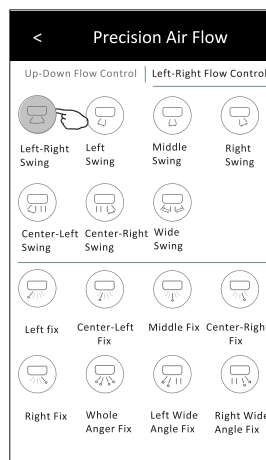 < Precision Air Flow
Up-Down Flow Control Left-Right Flow Control
Left-Right Left Middle Right
Swing Swing Swing Swing
Center-Left Center-Right Wide
Swing Swing Swing
Left fix Center-Left Middle Fix Center-Righ
Fix Fix
Right Fix Whole Left Wide Right Wide
Anger Fix Angle Fix Angle Fix